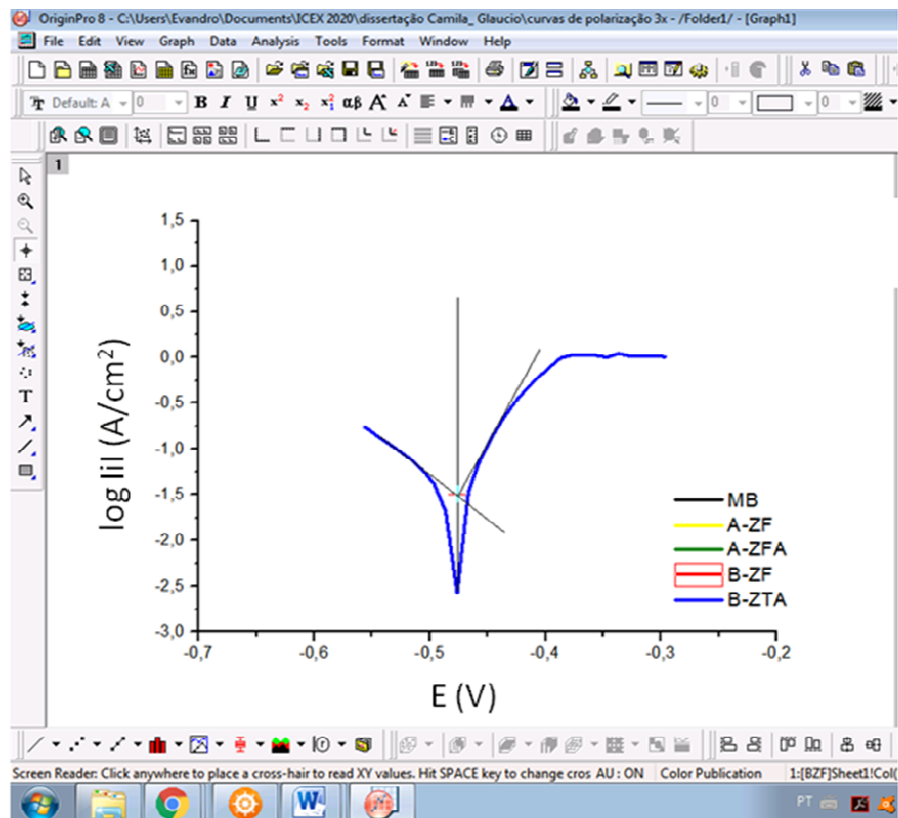 OriginPro 8 - C:\Users\Evandro\Documents\ICEX 2020\dissertação Camila_ Glaucio\curvas de polarização 3x - /Folder1/ - [Graph1]
File Edit View Graph Data Analysis Tools Format Window Help
Default: A 0 B I U x² x₂ αβ A A A 0 0
1
T
1,5
1,0
0,5
0,0
-0,5
-1,0
-1,5
-2,0
-2,5
-3,0
log IiI (A/cm²)
MB
A-ZF
A-ZFA
B-ZF
B-ZTA
-0,7 -0,6 -0,5 -0,4 -0,3 -0,2
E (V)
Screen Reader: Click anywhere to place a cross-hair to read XY values. Hit SPACE key to change cros AU : ON Color Publication 1:[BZIF]Sheet1!Col(
PT